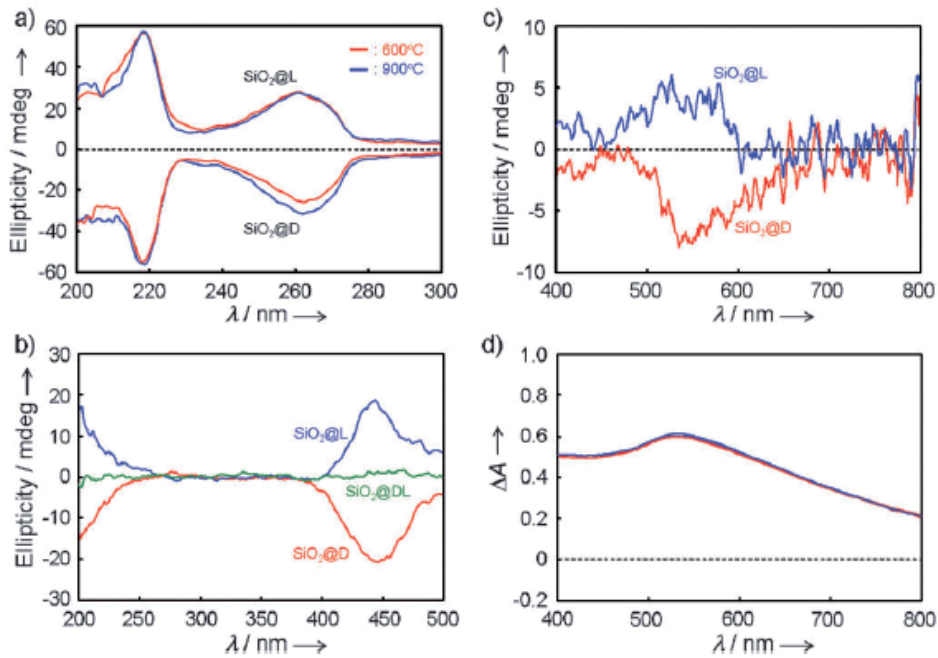 a)
Ellipticity / mdeg →
60
40
20
0
-20
-40
-60
: 600°C
: 900°C
SiO₂@L
SiO₂@D
200 220 240 260 280 300
λ / nm →
c)
Ellipticity / mdeg →
10
5
0
-5
-10
SiO₂@L
SiO₂@D
400 500 600 700 800
λ / nm →
b)
Ellipticity / mdeg →
30
20
10
0
-10
-20
-30
SiO₂@L
SiO₂@DL
SiO₂@D
200 250 300 350 400 450 500
λ / nm →
d)
ΔA →
1.0
0.8
0.6
0.4
0.2
0
-0.2
400 500 600 700 800
λ / nm →